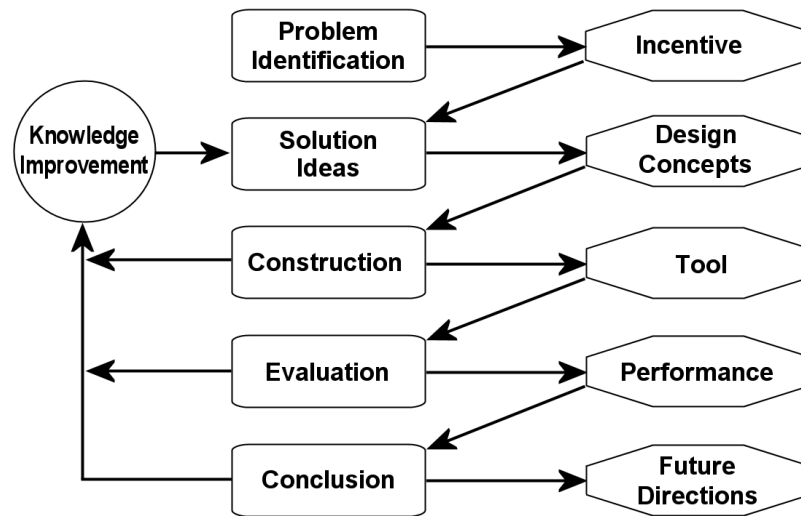 Problem
Identification
Incentive
Knowledge
Improvement
Solution
Ideas
Design
Concepts
Construction
Tool
Evaluation
Performance
Conclusion
Future
Directions